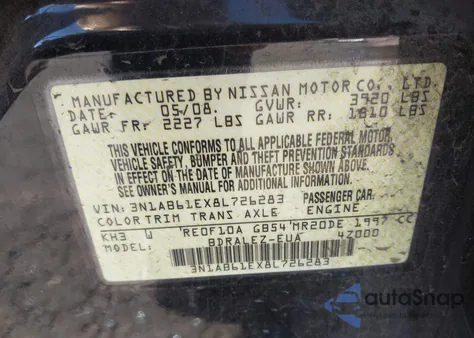 MANUFACTURED BY NISSAN MOTOR CO., LTD.
DATE: 05/08. GVWR: 3920 LBS
GAWR FR: 2227 LBS GAWR RR: 1810 LBS
THIS VEHICLE CONFORMS TO ALL APPLICABLE FEDERAL MOTOR
VEHICLE SAFETY, BUMPER AND THEFT PREVENTION STANDARDS
IN EFFECT ON THE DATE OF MANUFACTURE SHOWN ABOVE.
SEE OWNER'S MANUAL FOR MORE INFORMATION
VIN: 3N1AB61EX8L726283 PASSENGER CAR
COLOR TRIM TRANS AXLE ENGINE
KH3 U RE0F10A GB54 MR20DE 1997 CC
MODEL: BDRALEZ-EUA 4Z000
3N1AB61EX8L726283
autoSnap